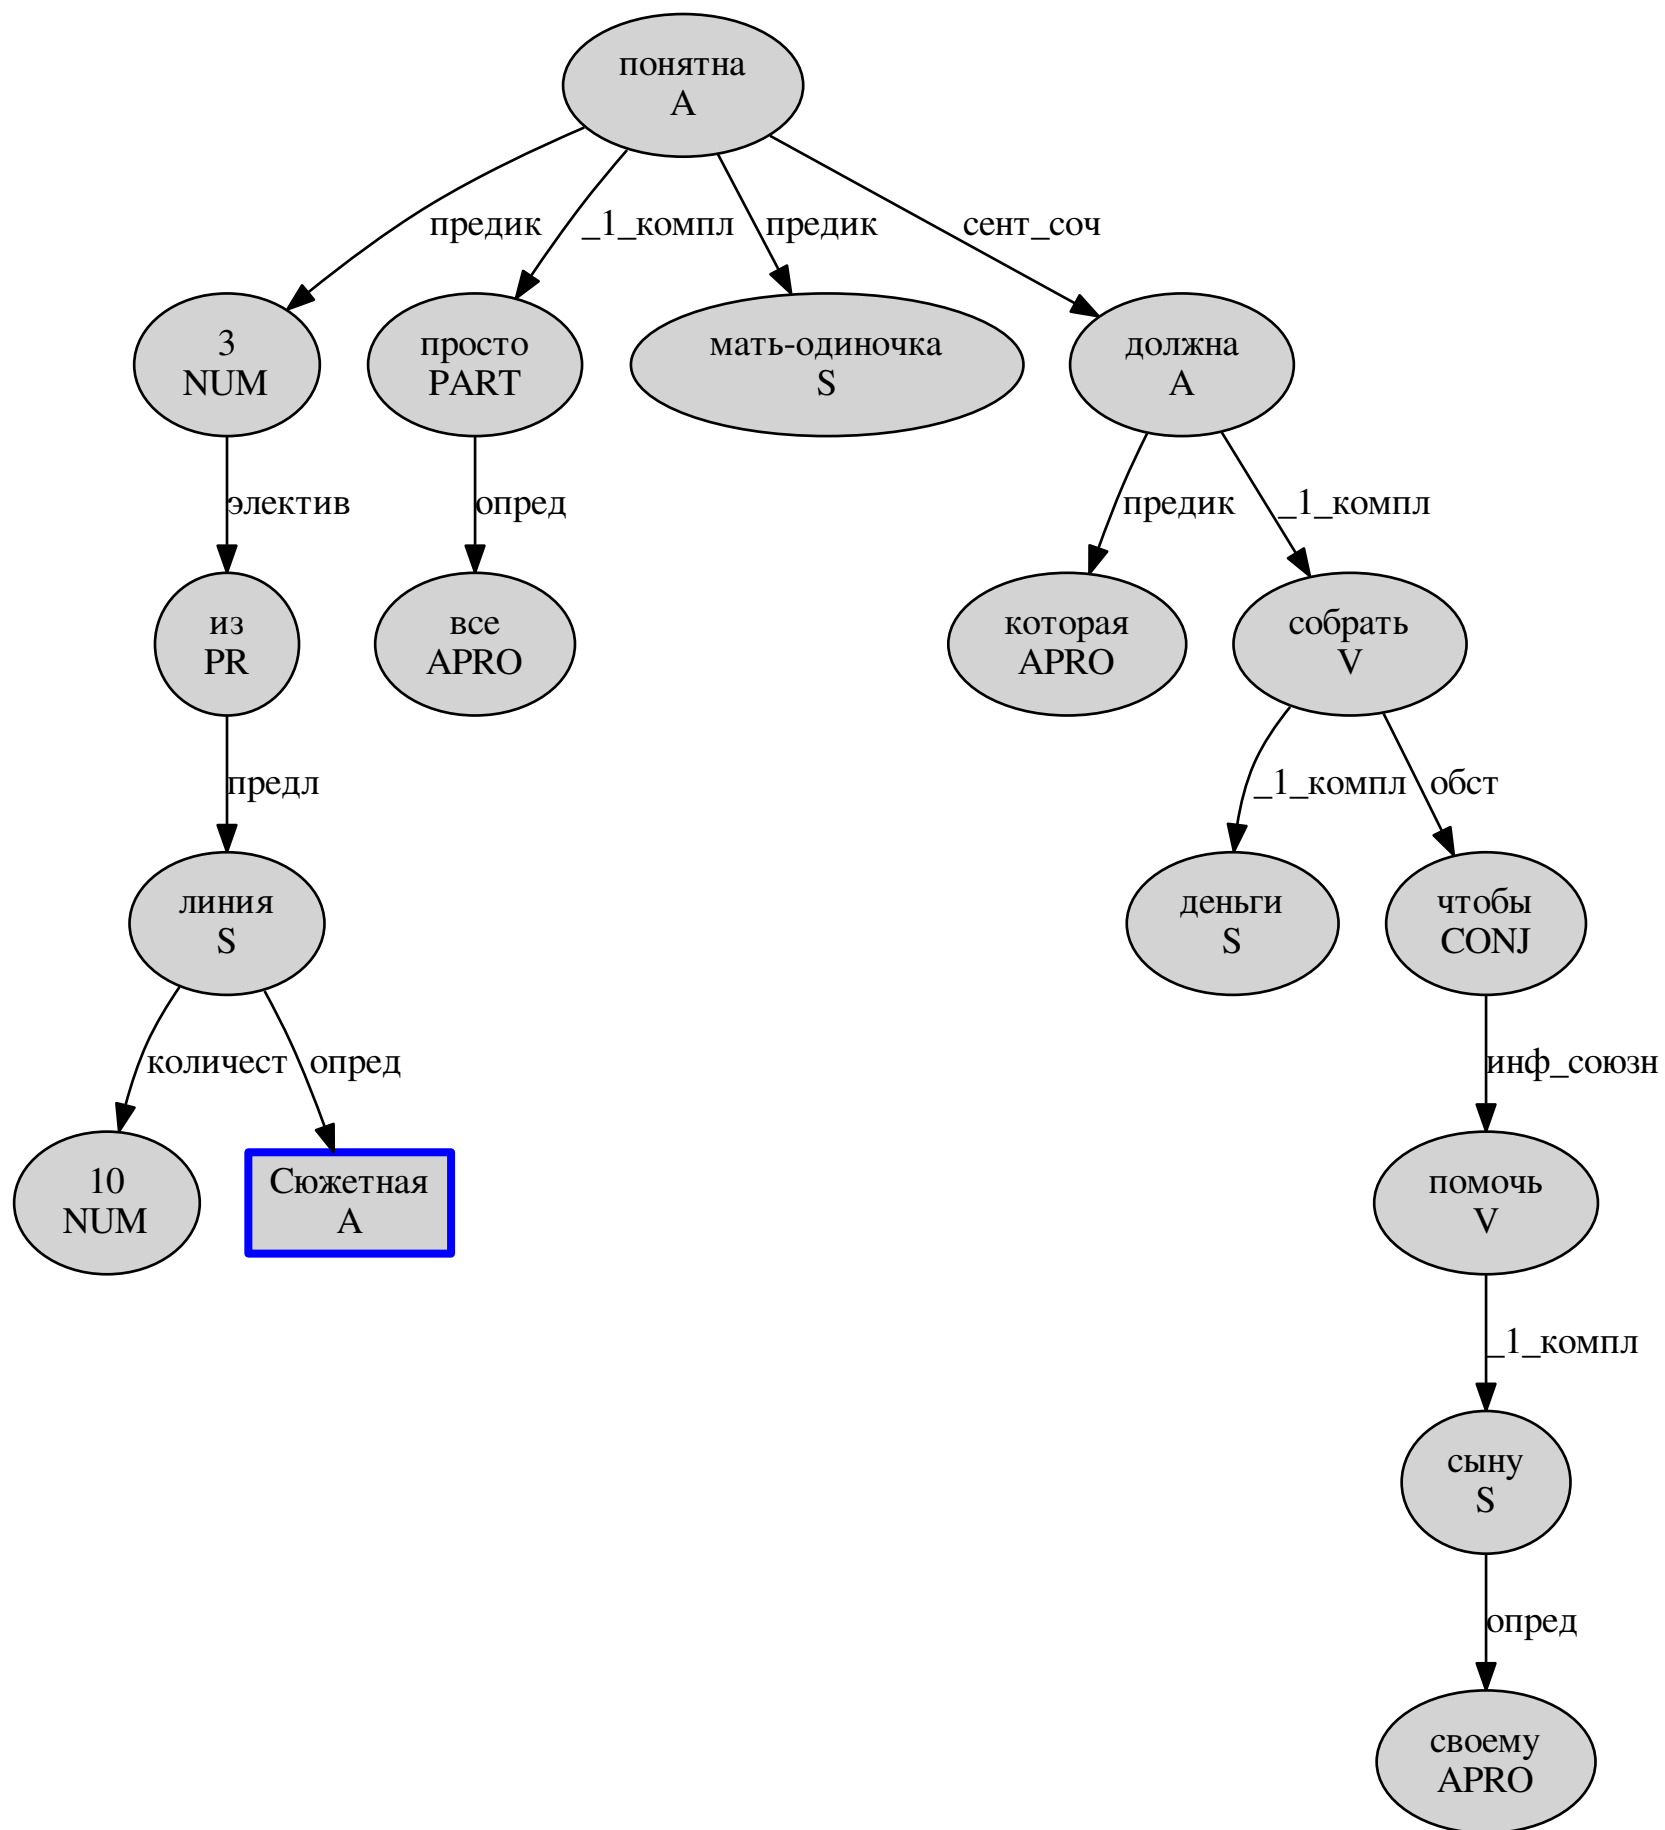 понятна
A
предик
_1_компл
предик
сент_соч
3
NUM
просто
PART
мать-одиночка
S
должна
A
электив
опред
предик
_1_компл
из
PR
все
APRO
которая
APRO
собрать
V
предл
_1_компл
обст
линия
S
деньги
S
чтобы
CONJ
количест
опред
инф_союзн
10
NUM
Сюжетная
A
помочь
V
_1_компл
сыну
S
опред
своему
APRO